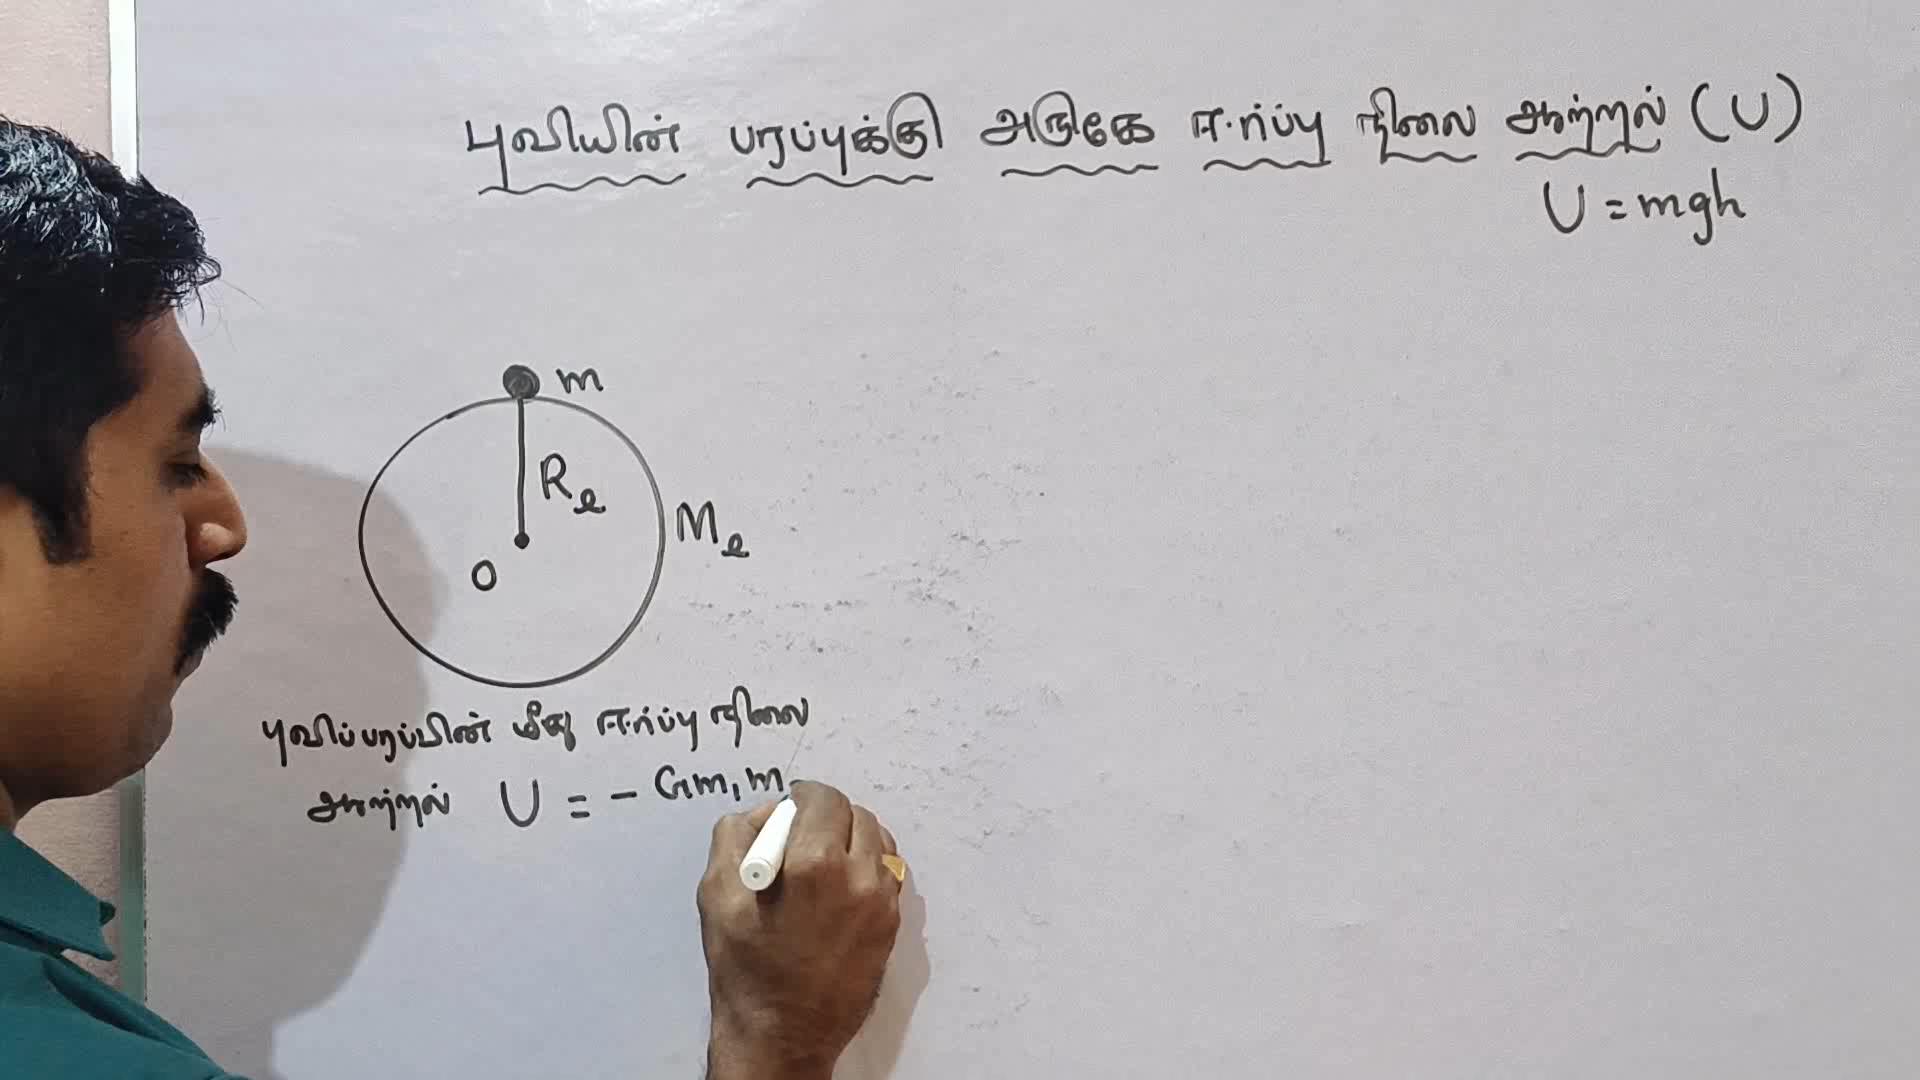 புவியின் பரப்புக்கு அருகே ஈர்ப்பு நிலை ஆற்றல் (U)
U = mgh
m
Re
Me
O
புவிப்பரப்பின் மீது ஈர்ப்பு நிலை
ஆற்றல் U = - Gm₁m